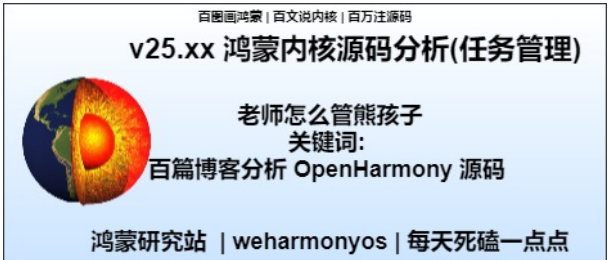 百图画鸿蒙 | 百文说内核 | 百万注源码
v25.xx 鸿蒙内核源码分析(任务管理)
老师怎么管熊孩子
关键词:
百篇博客分析 OpenHarmony 源码
鸿蒙研究站 | weharmonyos | 每天死磕一点点